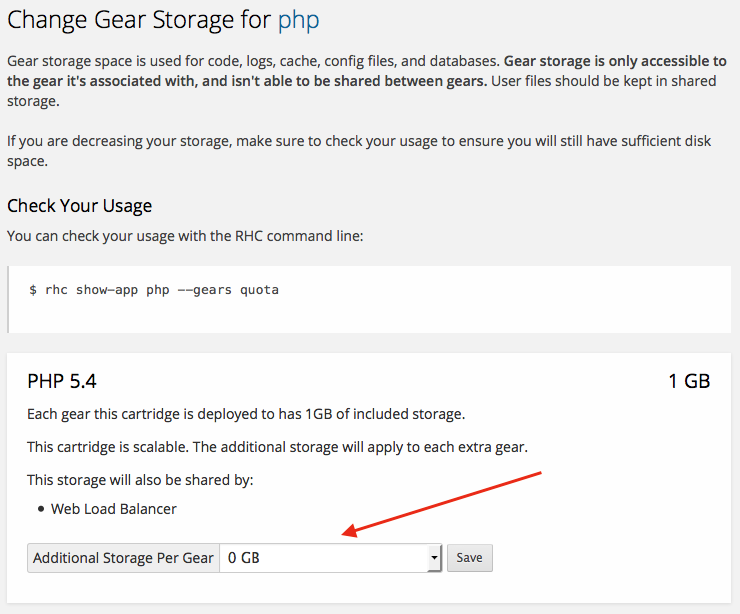 Change Gear Storage for php
Gear storage space is used for code, logs, cache, config files, and databases. Gear storage is only accessible to
the gear it's associated with, and isn't able to be shared between gears. User files should be kept in shared
storage.
If you are decreasing your storage, make sure to check your usage to ensure you will still have sufficient disk
space.
Check Your Usage
You can check your usage with the RHC command line:
$ rhc show-app php --gears quota
PHP 5.4 1 GB
Each gear this cartridge is deployed to has 1GB of included storage.
This cartridge is scalable. The additional storage will apply to each extra gear.
This storage will also be shared by:
• Web Load Balancer
Additional Storage Per Gear 0 GB Save